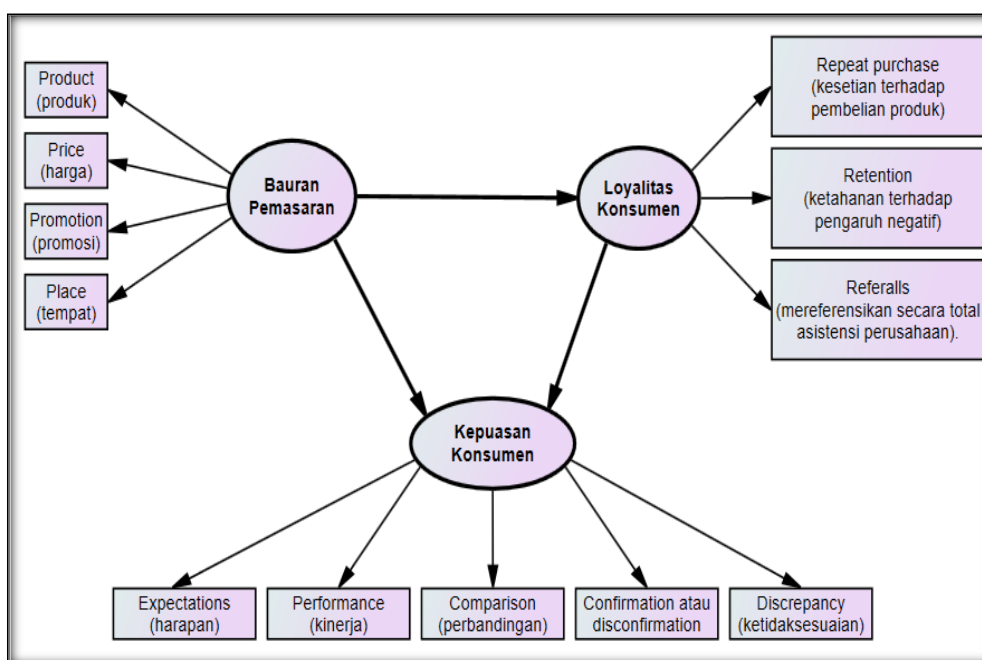 Product
(produk)
Price
(harga)
Promotion
(promosi)
Place
(tempat)
Bauran
Pemasaran
Loyalitas
Konsumen
Repeat purchase
(kesetian terhadap
pembelian produk)
Retention
(ketahanan terhadap
pengaruh negatif)
Referalls
(mereferensikan secara total
asistensi perusahaan).
Kepuasan
Konsumen
Expectations
(harapan)
Performance
(kinerja)
Comparison
(perbandingan)
Confirmation atau
disconfirmation
Discrepancy
(ketidaksesuaian)